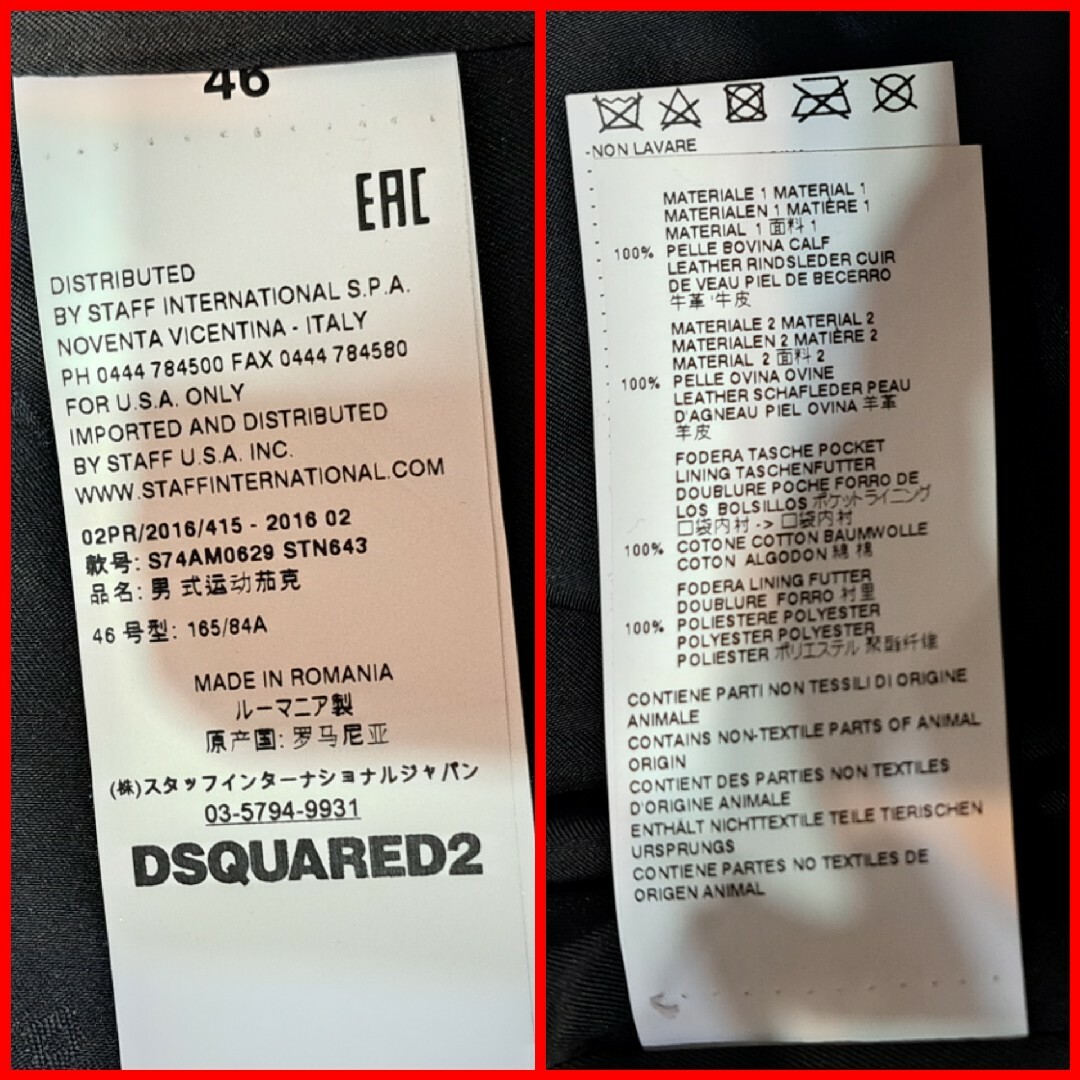 46
EAC
DISTRIBUTED
BY STAFF INTERNATIONAL S.P.A.
NOVENTA VICENTINA - ITALY
PH 0444 784500 FAX 0444 784580
FOR U.S.A. ONLY
IMPORTED AND DISTRIBUTED
BY STAFF U.S.A. INC.
WWW.STAFFINTERNATIONAL.COM
02PR/2016/415 - 2016 02
款号: S74AM0629 STN643
品名: 男 式运动茄克
46 号型: 165/84A
MADE IN ROMANIA
ルーマニア製
原产国: 罗马尼亚
(株)スタッフインターナショナルジャパン
03-5794-9931
DSQUARED2
-NON LAVARE
MATERIALE 1 MATERIAL 1
MATERIALEN 1 MATIÈRE 1
MATERIAL 1 面料 1
100% PELLE BOVINA CALF
LEATHER RINDSLEDER CUIR
DE VEAU PIEL DE BECERRO
牛革 '牛皮
MATERIALE 2 MATERIAL 2
MATERIALEN 2 MATIÈRE 2
MATERIAL 2 面料 2
100% PELLE OVINA OVINE
LEATHER SCHAFLEDER PEAU
D'AGNEAU PIEL OVINA 羊革
羊皮
FODERA TASCHE POCKET
LINING TASCHENFUTTER
DOUBLURE POCHE FORRO DE
LOS BOLSILLOS ポケットライニング
口袋内衬 -> 口袋内衬
100% COTONE COTTON BAUMWOLLE
COTON ALGODON 綿 棉
FODERA LINING FUTTER
DOUBLURE FORRO 衬里
100% POLIESTERE POLYESTER
POLYESTER POLYESTER
POLIESTER ポリエステル 聚酯纤维
CONTIENE PARTI NON TESSILI DI ORIGINE
ANIMALE
CONTAINS NON-TEXTILE PARTS OF ANIMAL
ORIGIN
CONTIENT DES PARTIES NON TEXTILES
D'ORIGINE ANIMALE
ENTHÄLT NICHTTEXTILE TEILE TIERISCHEN
URSPRUNGS
CONTIENE PARTES NO TEXTILES DE
ORIGEN ANIMAL